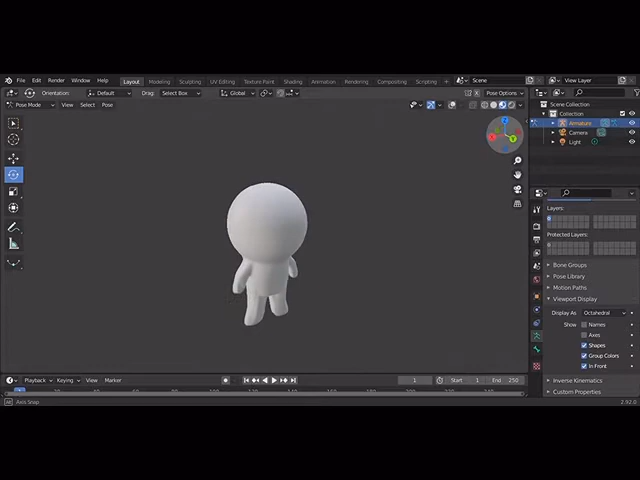 File Edit Render Window Help Layout Modeling Sculpting UV Editing Texture Paint Shading Animation Rendering Compositing Scripting Scene View Layer
Orientation: Default Drag: Select Box Global Pose Options
Pose Mode View Select Pose
Scene Collection
Collection
Armature
Camera
Light
X
Y
Z
Layers:
Protected Layers:
Bone Groups
Pose Library
Motion Paths
Viewport Display
Display As Octahedral
Show Names
Axes
Shapes
Group Colors
In Front
Inverse Kinematics
Custom Properties
Playback Keying View Marker 1 Start 1 End 250
Axis Snap
2.92.0